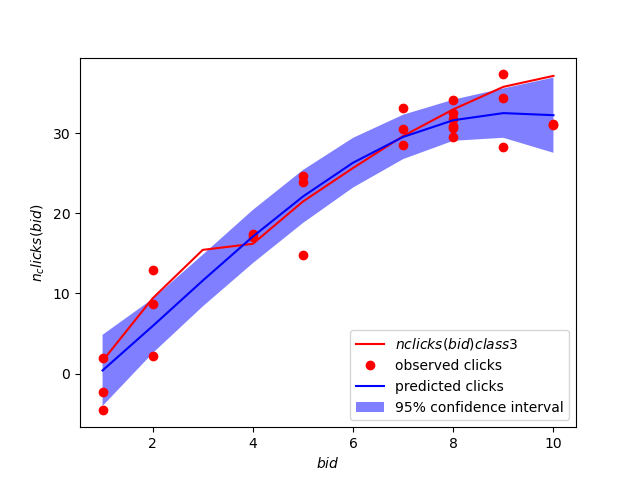 30
20
10
0
2
4
6
8
10
n_clicks(bid)
bid
nclicks(bid)class3
observed clicks
predicted clicks
95% confidence interval